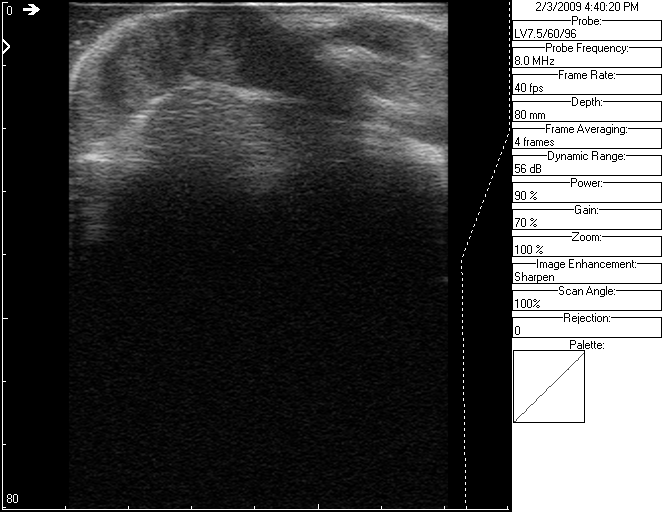 0
80
2/3/2009 4:40:20 PM
Probe:
LV7.5/60/96
Probe Frequency:
8.0 MHz
Frame Rate:
40 fps
Depth:
80 mm
Frame Averaging:
4 frames
Dynamic Range:
56 dB
Power:
90 %
Gain:
70 %
Zoom:
100 %
Image Enhancement:
Sharpen
Scan Angle:
100%
Rejection:
0
Palette: